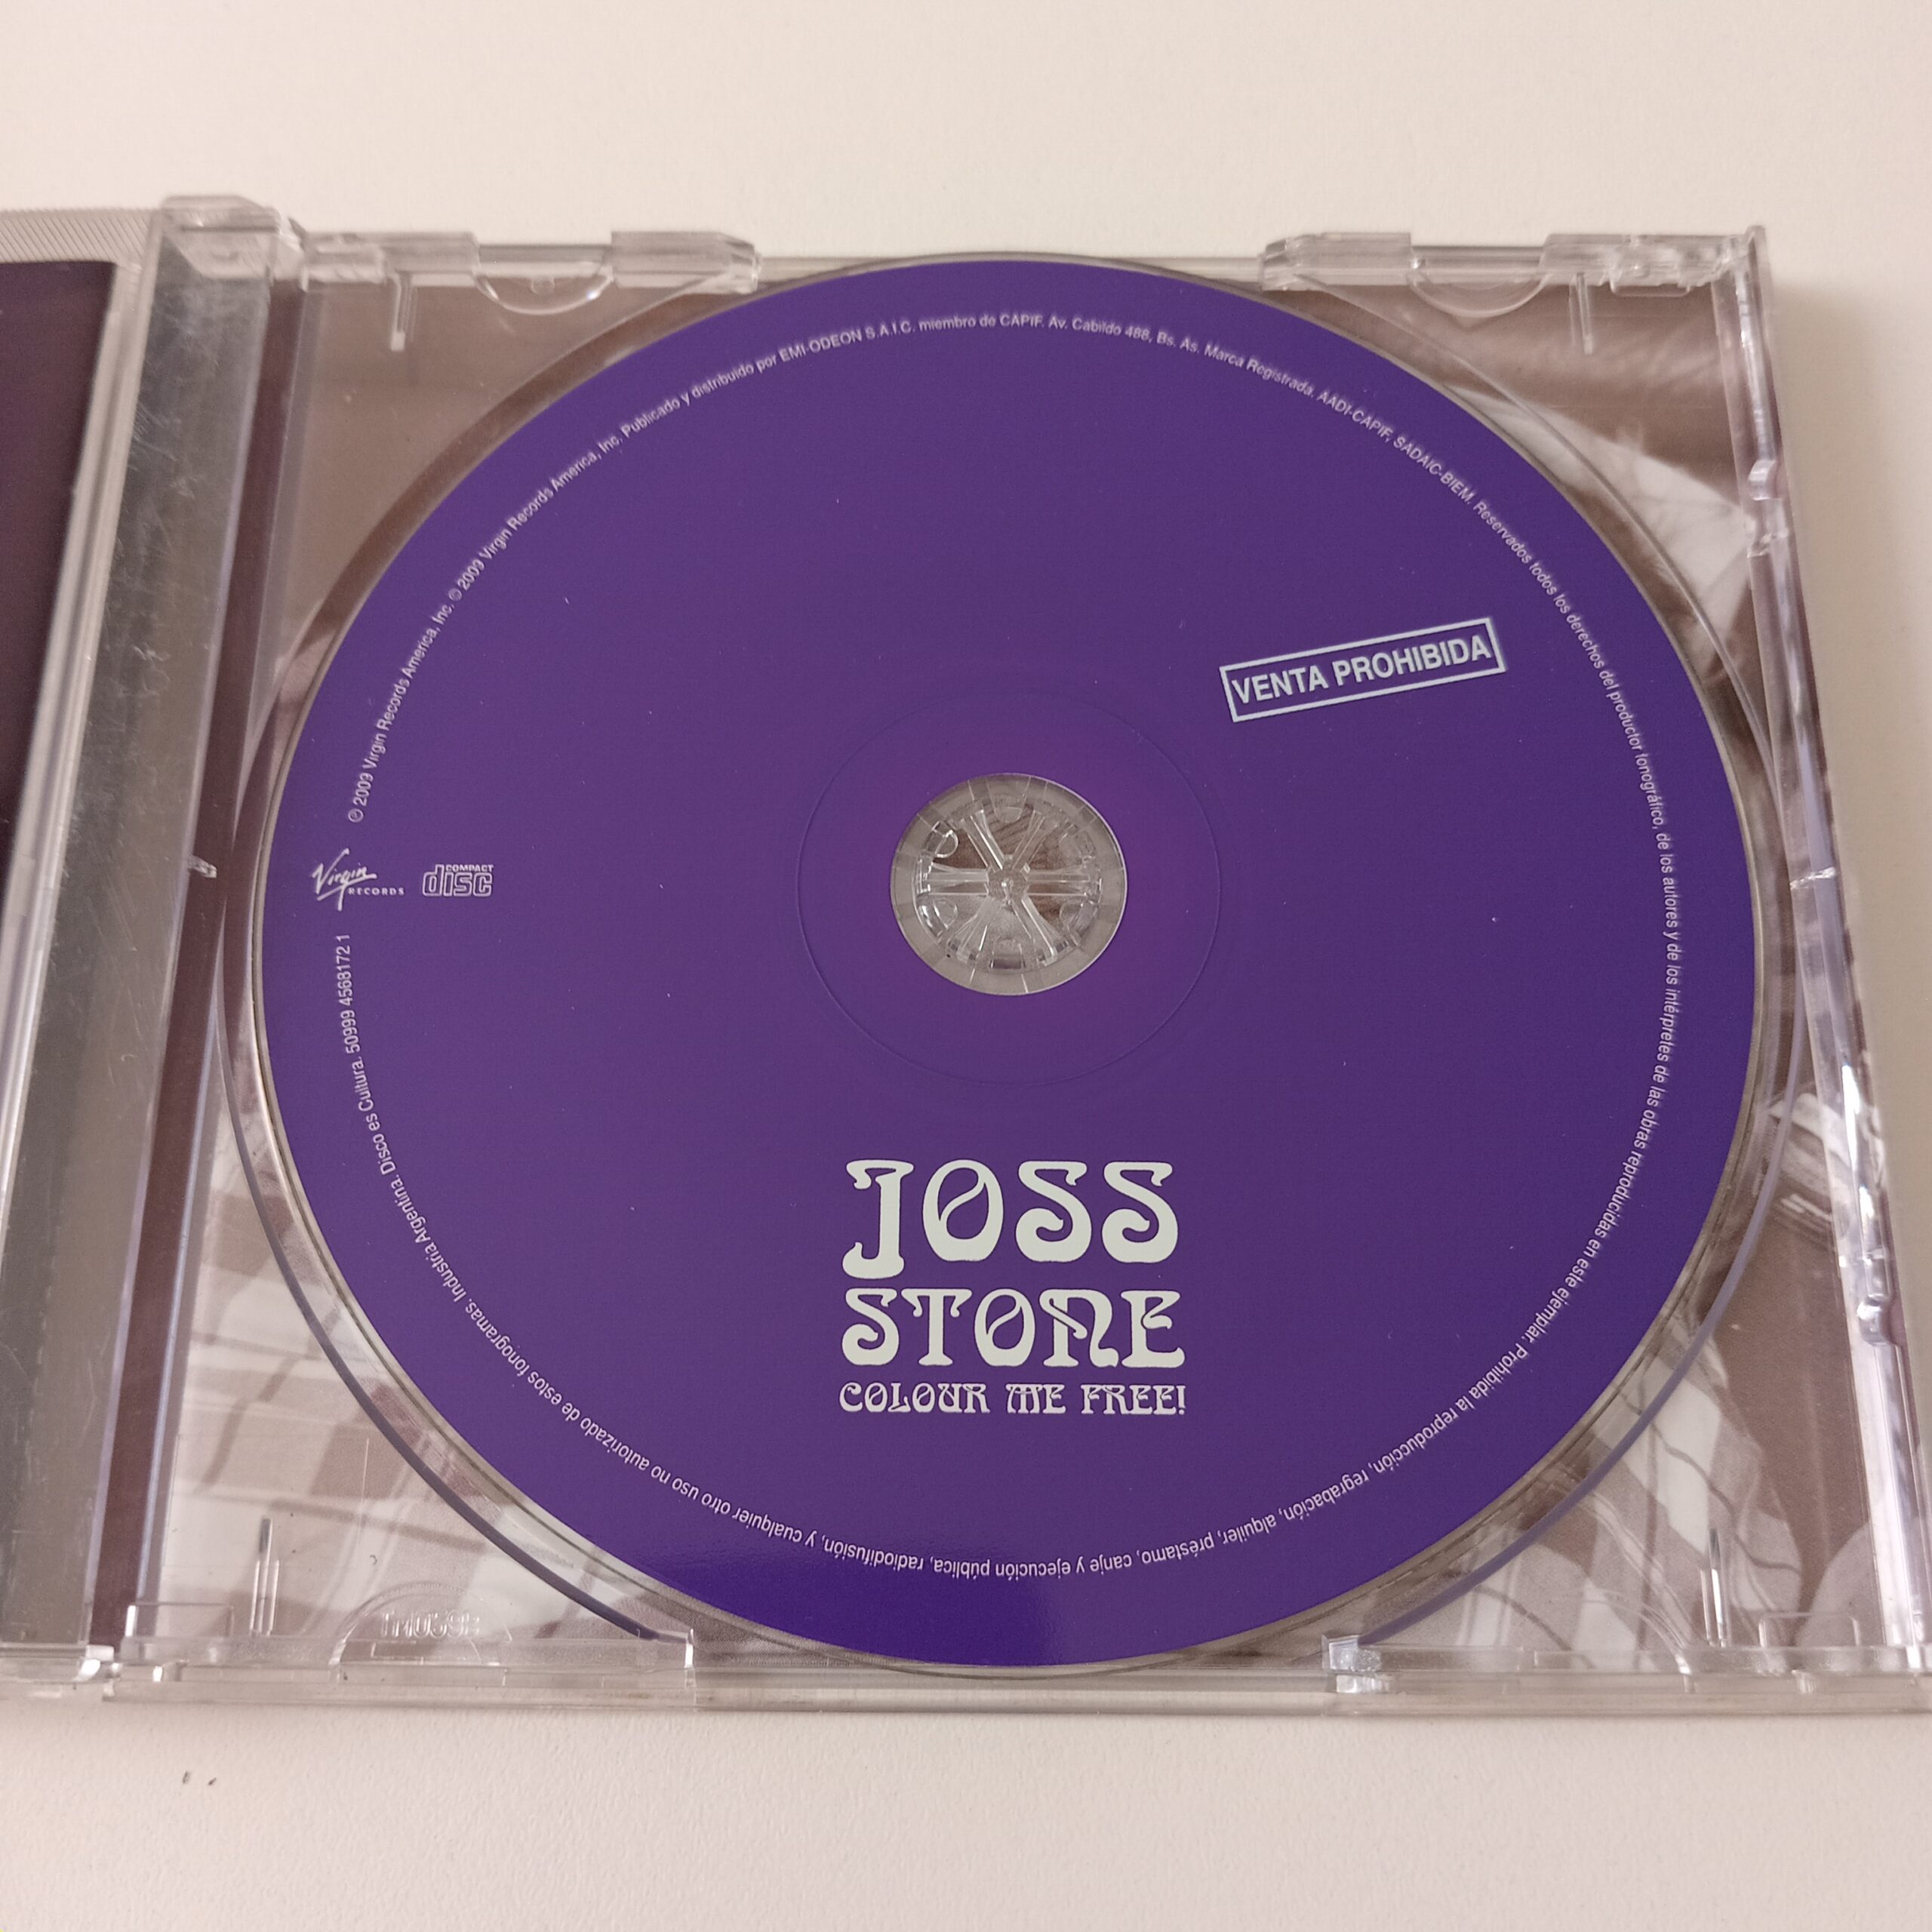 ℗ 2009 Virgin Records America, Inc. © 2009 Virgin Records America, Inc. Publicado y distribuido por EMI-ODEON S.A.I.C. miembro de CAPIF. Av. Cabildo 488, Bs. As. Marca Registrada. AADI-CAPIF, SADAIC-BIEM. Reservados todos los derechos del productor fonográfico, de los autores y de los intérpretes de las obras reproducidas en este ejemplar. Prohibida la reproducción, regrabación, alquiler, préstamo, canje y ejecución pública, radiodifusión, y cualquier otro uso no autorizado de estos fonogramas. Industria Argentina. Disco es Cultura. 50999 4568172 1
VENTA PROHIBIDA
Virgin
RECORDS
COMPACT
disc
JOSS
STONE
COLOUR ME FREE!